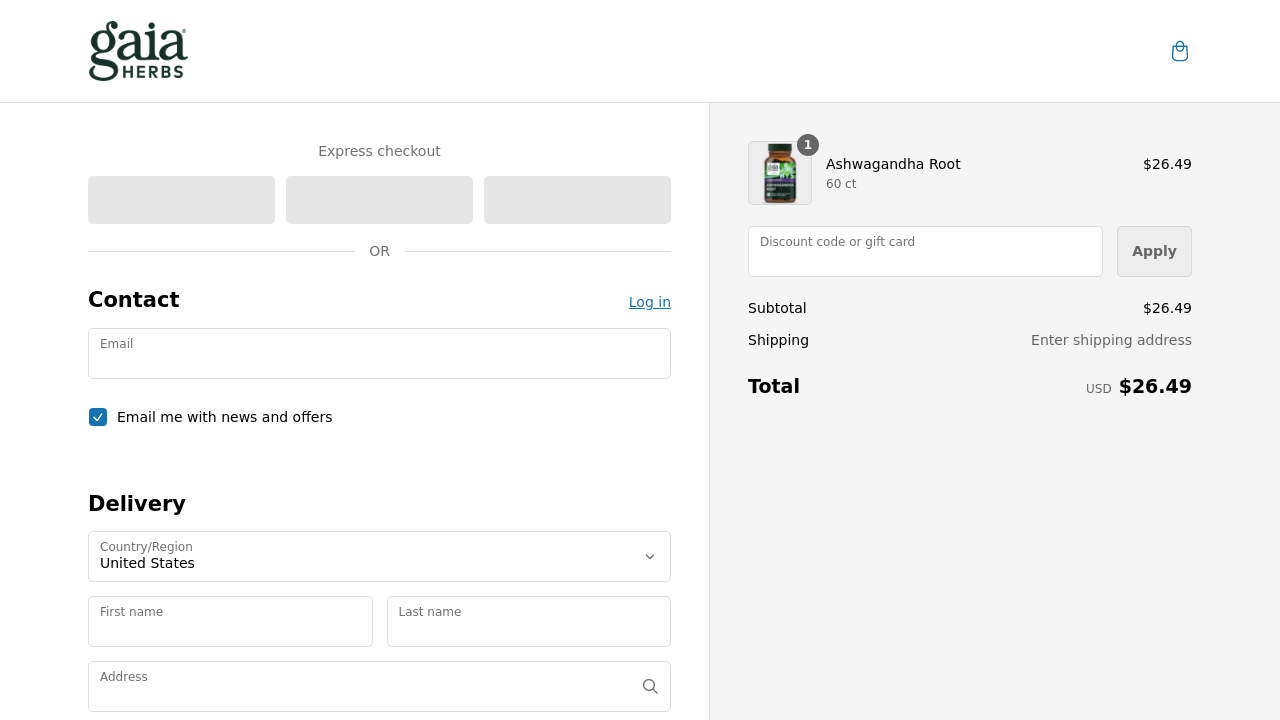 gaia
HERBS
Express checkout
OR
Contact
Log in
Email
Email me with news and offers
Delivery
Country/Region
United States
First name
Last name
Address
1
Ashwagandha Root
$26.49
60 ct
Discount code or gift card
Apply
Subtotal
$26.49
Shipping
Enter shipping address
Total
USD $26.49